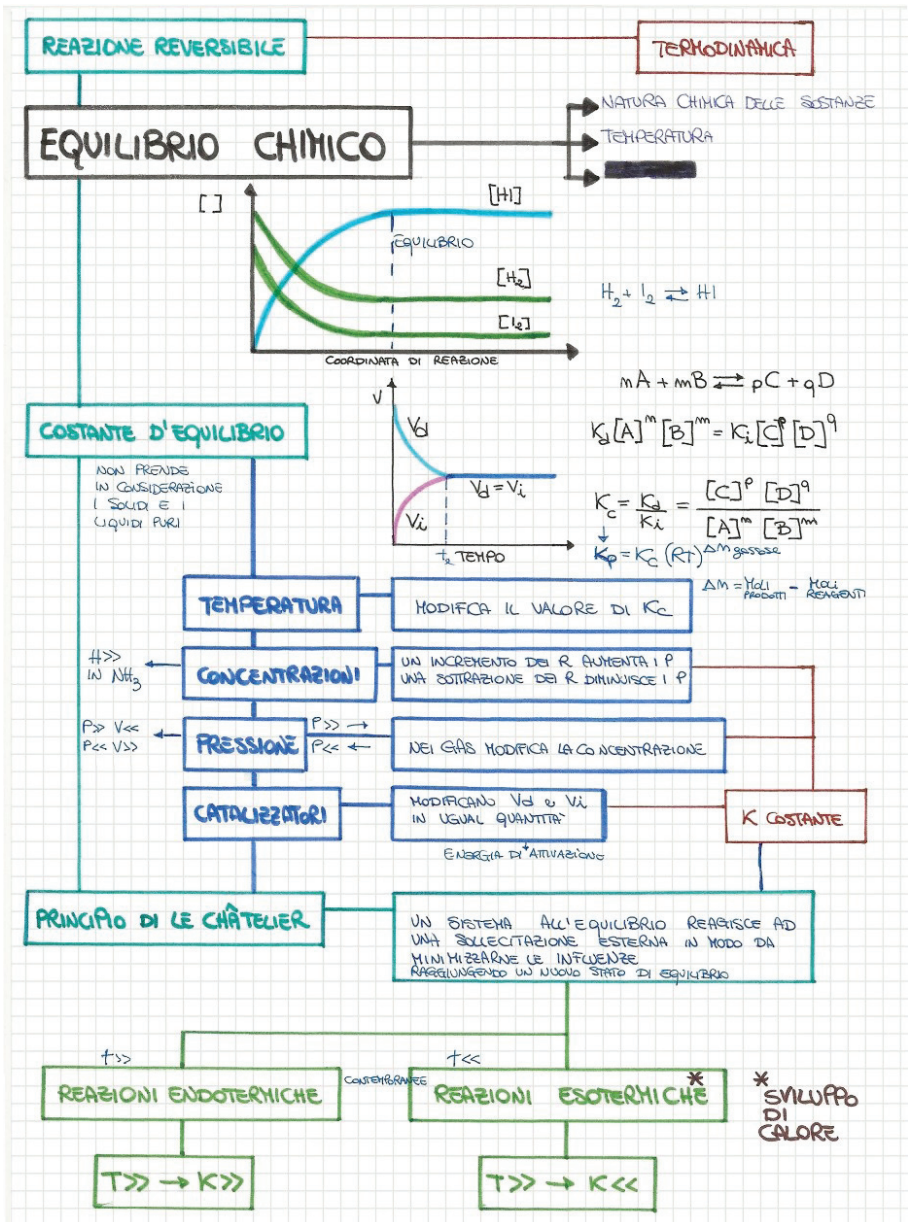 REAZIONE REVERSIBILE
TERMODINAMICA
NATURA CHIMICA DELLE SOSTANZE
EQUILIBRIO CHIMICO
TEMPERATURA
[ ]
[HI]
EQUILIBRIO
[H₂]
H₂ + I₂ ⇄ HI
[I₂]
COORDINATA DI REAZIONE
nA + mB ⇄ pC + qD
V
Vd
COSTANTE D'EQUILIBRIO
Kd[A]ᵐ [B]ᵐ = Ki[C]ᵖ [D]ᑫ
NON PRENDE
IN CONSIDERAZIONE
I SOLIDI E I
LIQUIDI PURI
Vd = Vi
Vi
Kc = Kd/Ki = [C]ᵖ [D]ᑫ / [A]ᵐ [B]ᵐ
t₂ TEMPO
↓
Kp = Kc (Rt)^Δn gassose
Δn = MOLI PRODOTTI - MOLI REAGENTI
TEMPERATURA
MODIFICA IL VALORE DI Kc
H>>
IN NH₃
CONCENTRAZIONI
UN INCREMENTO DEI R AUMENTA I P
UNA SOTTRAZIONE DEI R DIMINUISCE I P
P>> V<<
P<< V>>
PRESSIONE
P>> →
P<< ←
NEI GAS MODIFICA LA CONCENTRAZIONE
CATALIZZATORI
MODIFICANO Vd e Vi
IN UGUAL QUANTITÀ
K COSTANTE
ENERGIA DI ATTIVAZIONE
PRINCIPIO DI LE CHÂTELIER
UN SISTEMA ALL'EQUILIBRIO REAGISCE AD
UNA SOLLECITAZIONE ESTERNA IN MODO DA
MINIMIZZARNE LE INFLUENZE
RAGGIUNGENDO UN NUOVO STATO DI EQUILIBRIO
t>>
t<<
REAZIONI ENDOTERMICHE
CONTEMPORANEE
REAZIONI ESOTERMICHE *
* SVILUPPO
DI
CALORE
T>> → K>>
T>> → K<<